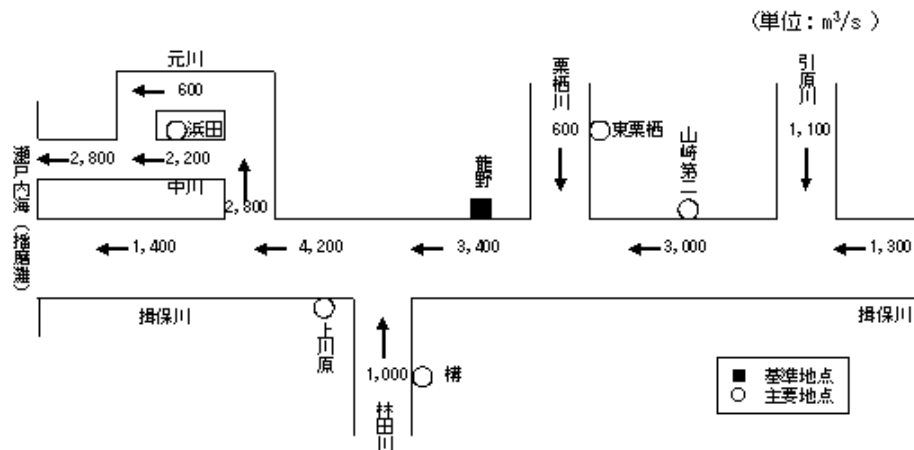 (単位: m³/s )
元川
600
浜田
2,800
2,200
中川
2,800
瀬戸内海(播磨灘)
栗栖川
600
東栗栖
引原川
1,100
山崎第二
龍野
1,400
4,200
3,400
3,000
1,300
揖保川
上川原
揖保川
1,000
構
林田川
基準地点
主要地点